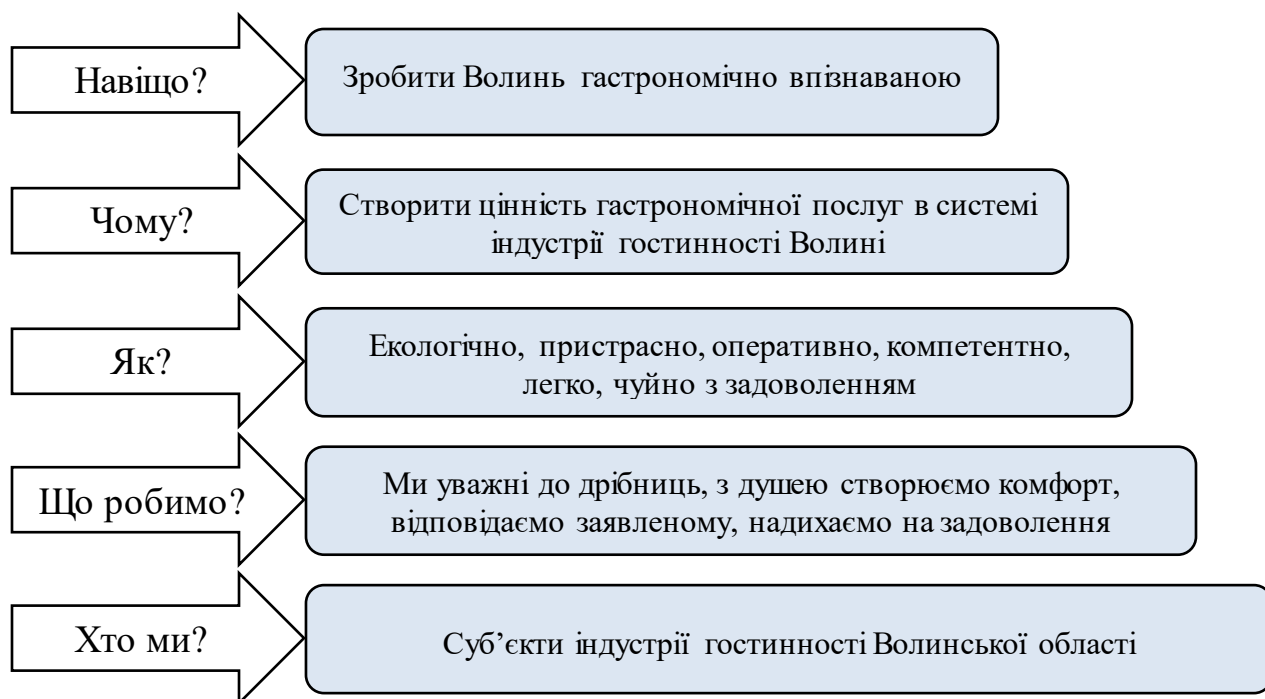 Навіщо?
Зробити Волинь гастрономічно впізнаваною
Чому?
Створити цінність гастрономічної послуг в системі
індустрії гостинності Волині
Як?
Екологічно, пристрасно, оперативно, компетентно,
легко, чуйно з задоволенням
Що робимо?
Ми уважні до дрібниць, з душею створюємо комфорт,
відповідаємо заявленому, надихаємо на задоволення
Хто ми?
Суб’єкти індустрії гостинності Волинської області